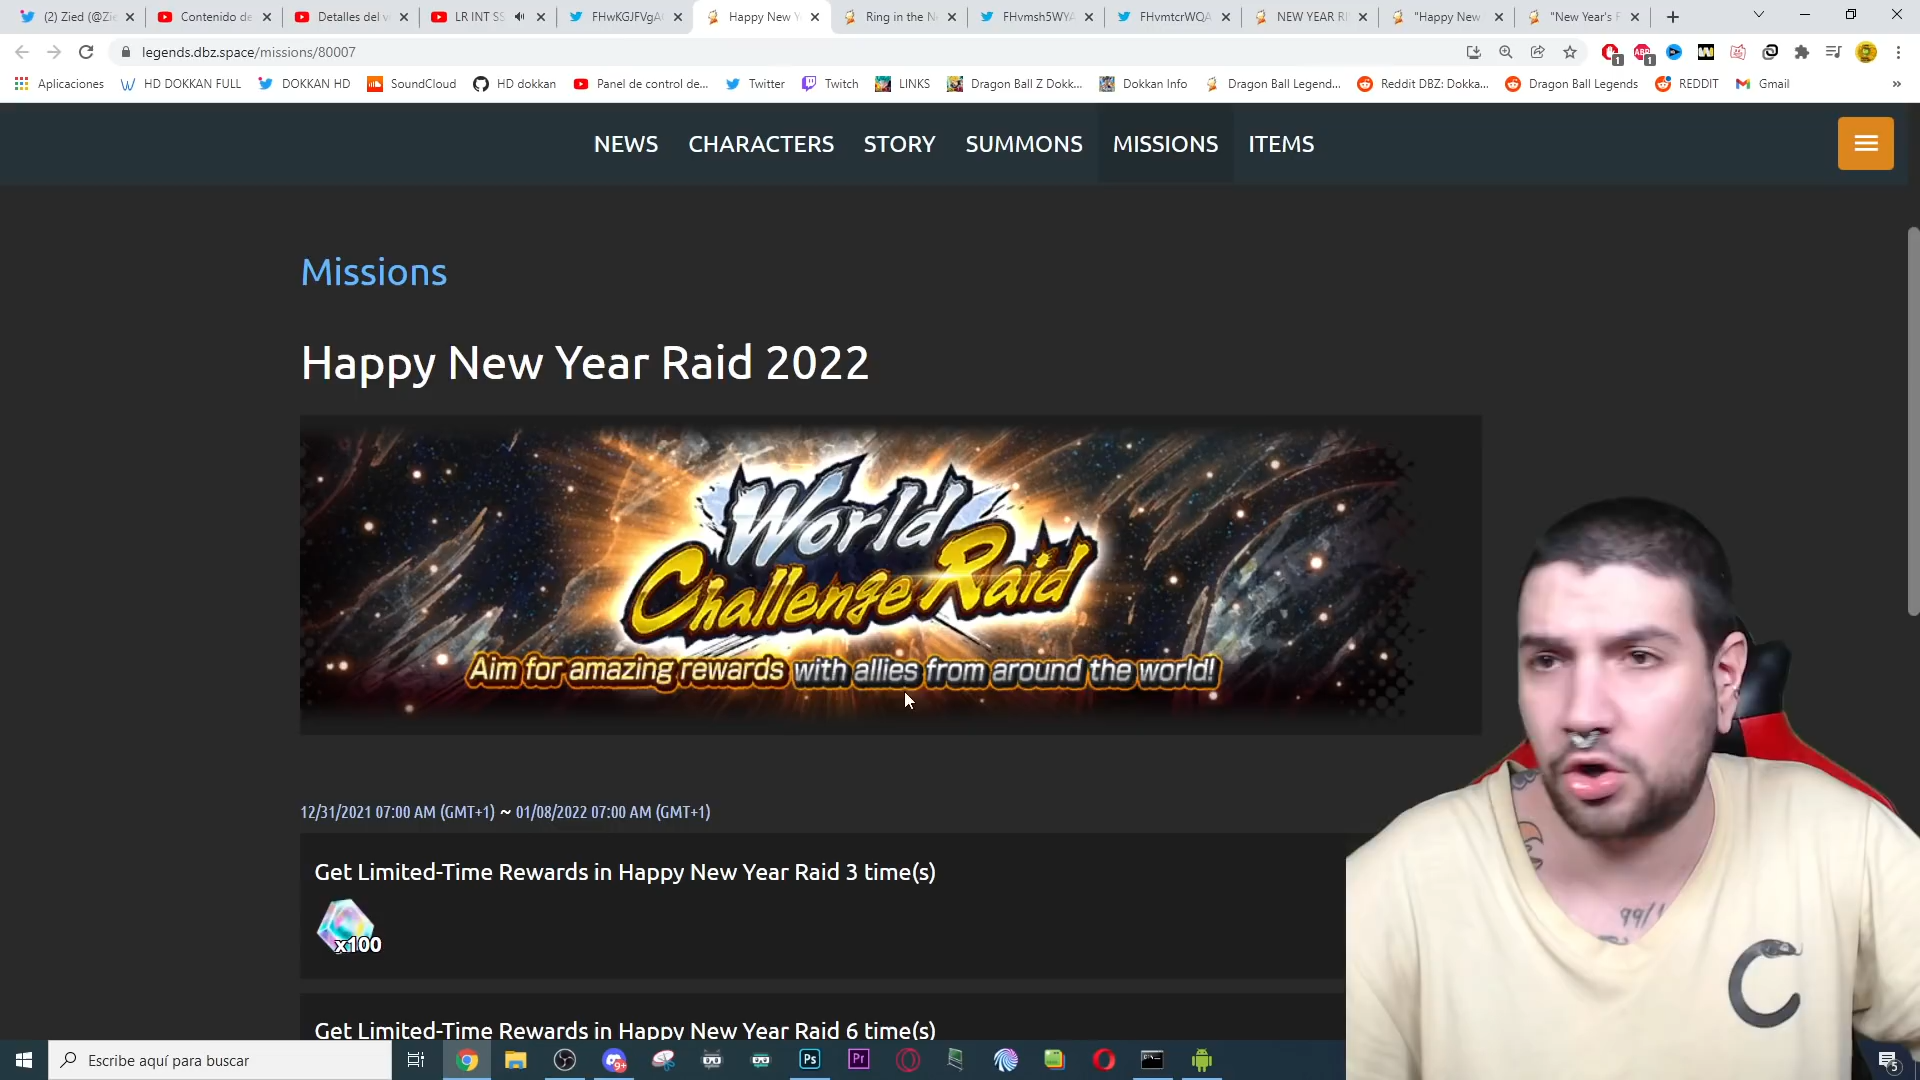 (2) Zied (@Zie
Contenido de
Detalles del v
LR INT SS
FHwKGJFVgA
Happy New Y
Ring in the N
FHvmsh5WYA
FHvmtcrWQA
NEW YEAR RI
"Happy New
"New Year's F
legends.dbz.space/missions/80007
Aplicaciones
HD DOKKAN FULL
DOKKAN HD
SoundCloud
HD dokkan
Panel de control de...
Twitter
Twitch
LINKS
Dragon Ball Z Dokk...
Dokkan Info
Dragon Ball Legend...
Reddit DBZ: Dokka...
Dragon Ball Legends
REDDIT
Gmail
»
NEWS CHARACTERS STORY SUMMONS MISSIONS ITEMS
Missions
Happy New Year Raid 2022
World
Challenge Raid
Aim for amazing rewards with allies from around the world!
12/31/2021 07:00 AM (GMT+1) ~ 01/08/2022 07:00 AM (GMT+1)
Get Limited-Time Rewards in Happy New Year Raid 3 time(s)
x100
Get Limited-Time Rewards in Happy New Year Raid 6 time(s)
Escribe aquí para buscar
9+
Ps
Pr
5